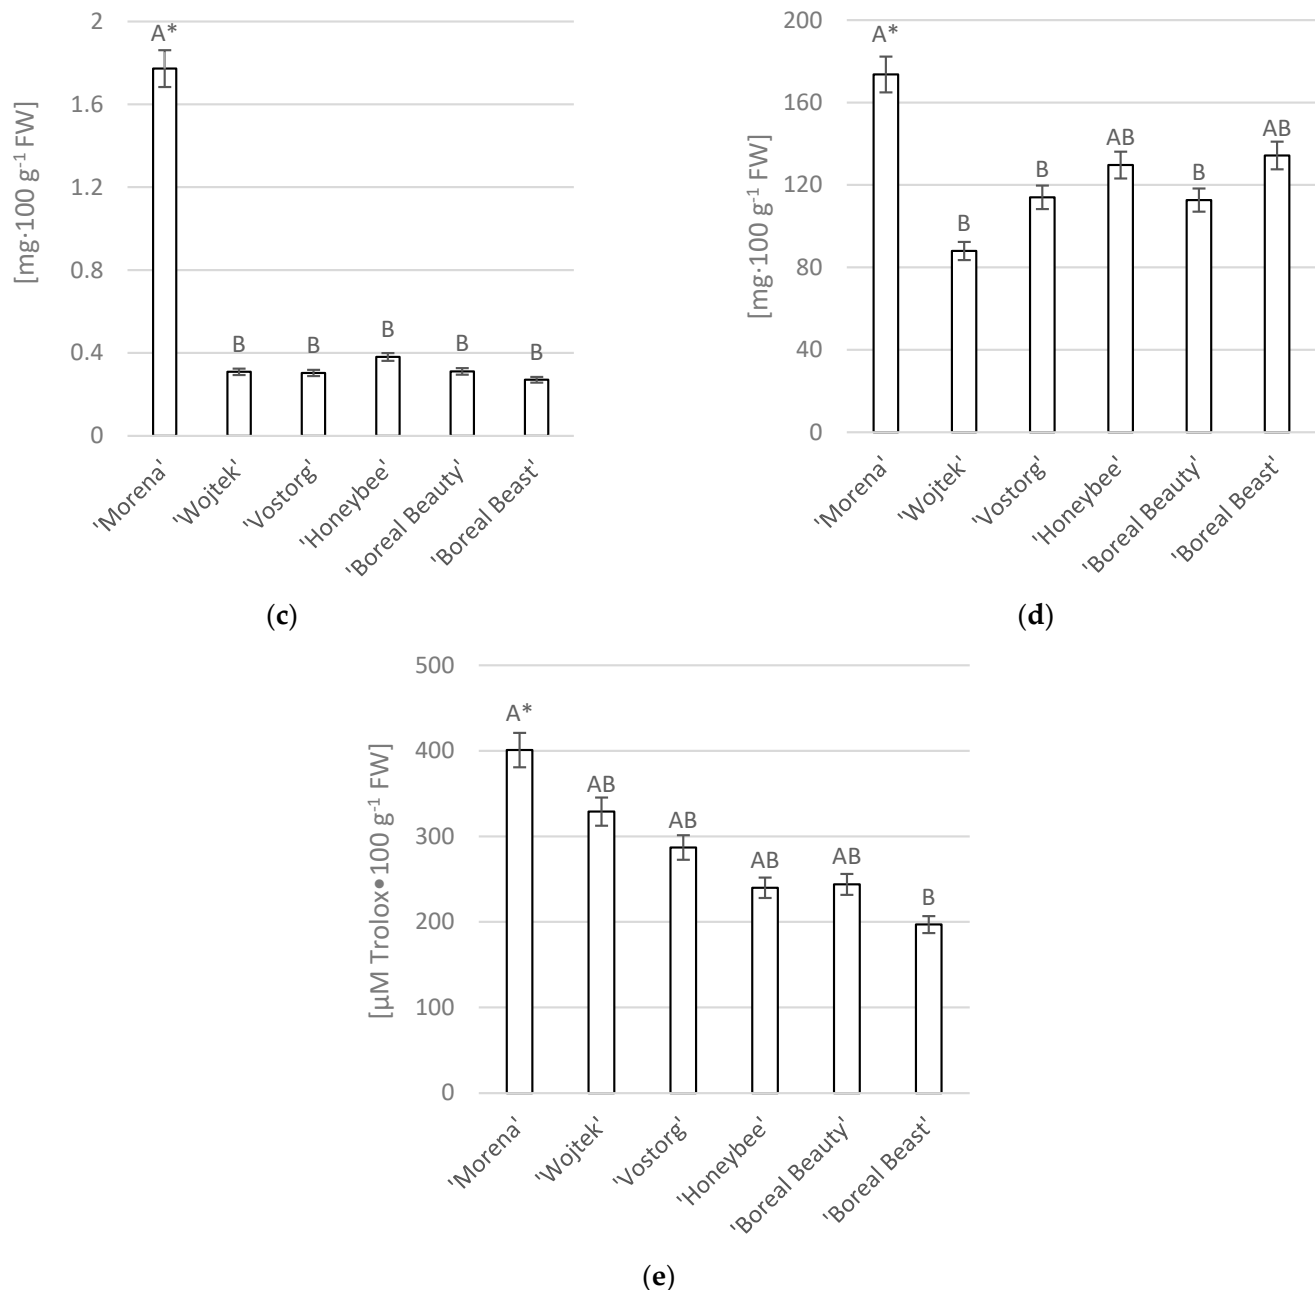 [mg·100 g⁻¹ FW]
2
1.6
1.2
0.8
0.4
0
A*
B
B
B
B
B
'Morena'
'Wojtek'
'Vostorg'
'Honeybee'
'Boreal Beauty'
'Boreal Beast'
(c)
[mg·100 g⁻¹ FW]
200
160
120
80
40
0
A*
B
B
AB
B
AB
'Morena'
'Wojtek'
'Vostorg'
'Honeybee'
'Boreal Beauty'
'Boreal Beast'
(d)
[µM Trolox•100 g⁻¹ FW]
500
400
300
200
100
0
A*
AB
AB
AB
AB
B
'Morena'
'Wojtek'
'Vostorg'
'Honeybee'
'Boreal Beauty'
'Boreal Beast'
(e)